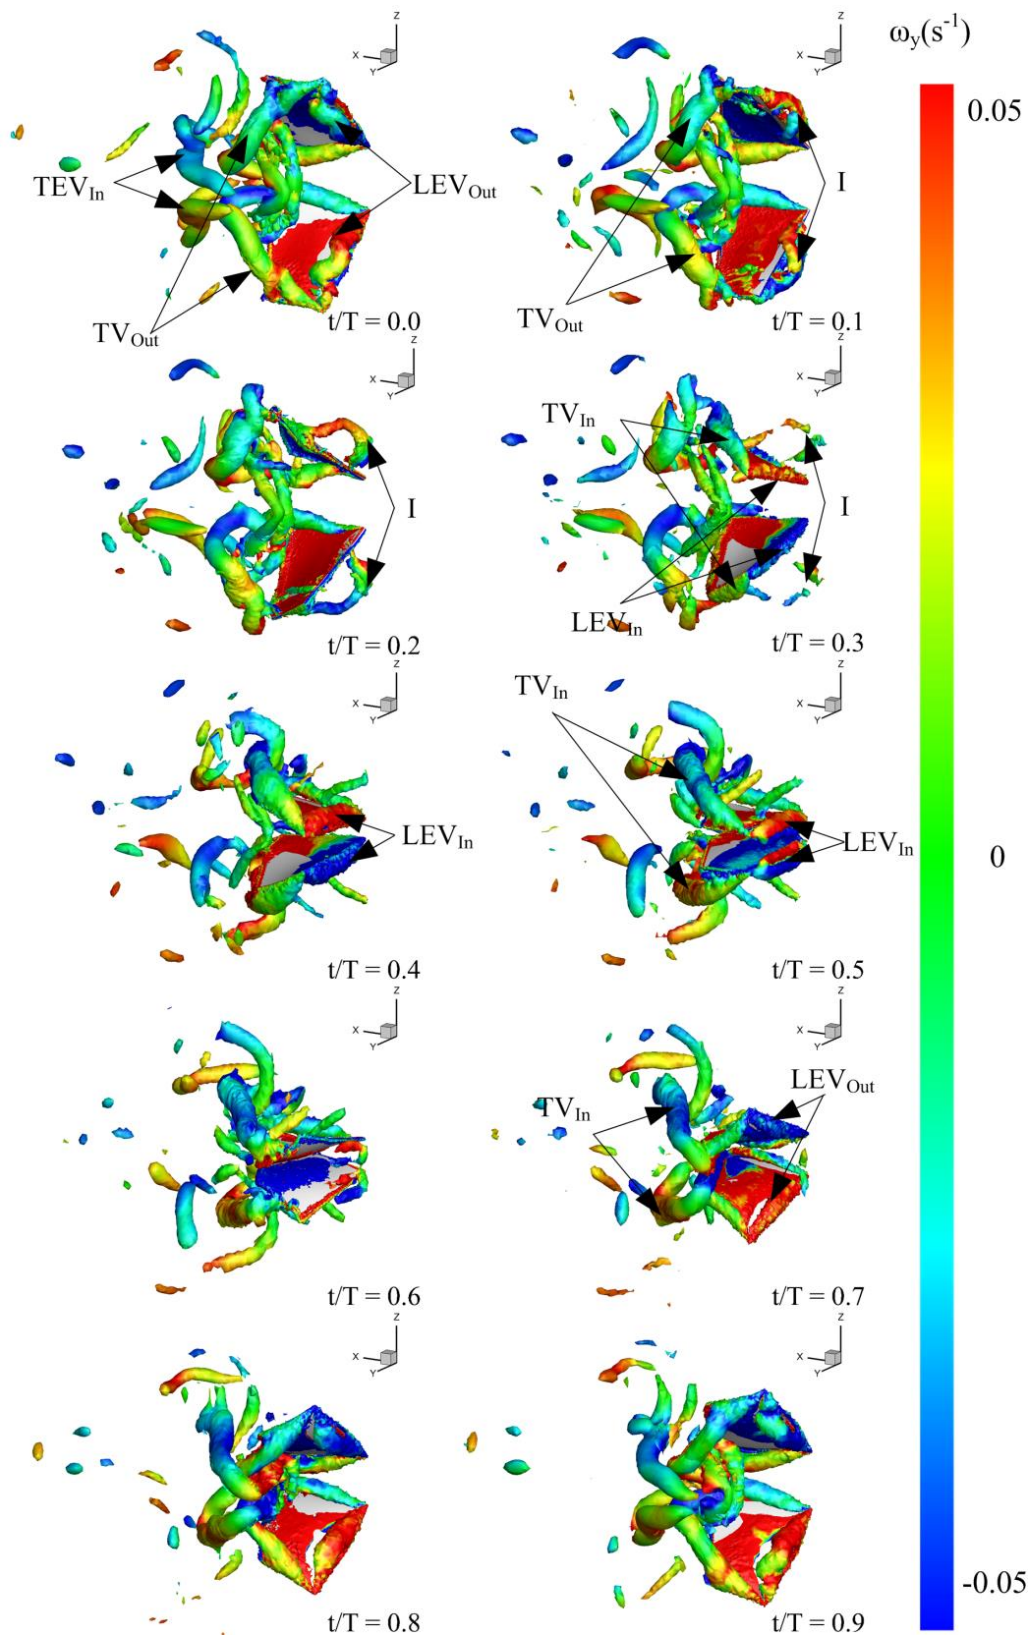 ωy(s-1)
0.05
0
-0.05
Z
X
Y
TEVIn
LEVOut
TVOut
t/T = 0.0
Z
X
Y
I
TVOut
t/T = 0.1
Z
X
Y
I
t/T = 0.2
Z
X
Y
TVIn
I
LEVIn
t/T = 0.3
Z
X
Y
LEVIn
t/T = 0.4
Z
X
Y
TVIn
LEVIn
t/T = 0.5
Z
X
Y
t/T = 0.6
Z
X
Y
LEVOut
TVIn
t/T = 0.7
Z
X
Y
t/T = 0.8
Z
X
Y
t/T = 0.9